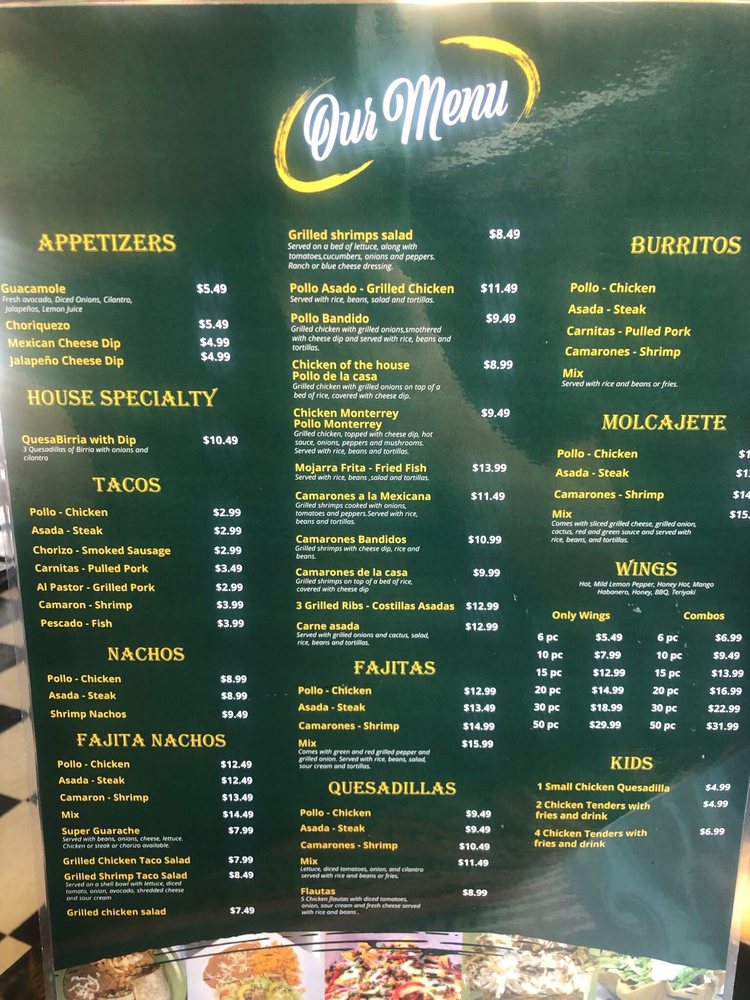 Our Menu
APPETIZERS
Guacamole $5.49
Fresh avocado, Diced Onions, Cilantro,
Jalapeños, Lemon Juice
Choriquezo $5.49
Mexican Cheese Dip $4.99
Jalapeño Cheese Dip $4.99
HOUSE SPECIALTY
QuesaBirria with Dip $10.49
3 Quesadillas of Birria with onions and
cilantro
TACOS
Pollo - Chicken $2.99
Asada - Steak $2.99
Chorizo - Smoked Sausage $2.99
Carnitas - Pulled Pork $3.49
Al Pastor - Grilled Pork $2.99
Camaron - Shrimp $3.99
Pescado - Fish $3.99
NACHOS
Pollo - Chicken $8.99
Asada - Steak $8.99
Shrimp Nachos $9.49
FAJITA NACHOS
Pollo - Chicken $12.49
Asada - Steak $12.49
Camaron - Shrimp $13.49
Mix $14.49
Super Guarache $7.99
Served with beans, onions, cheese, lettuce.
Chicken or steak or chorizo available.
Grilled Chicken Taco Salad $7.99
Grilled Shrimp Taco Salad $8.49
Served on a shell bowl with lettuce, diced
tomato, onion, avocado, shredded cheese
and sour cream
Grilled chicken salad $7.49
Grilled shrimps salad $8.49
Served on a bed of lettuce, along with
tomatoes,cucumbers, onions and peppers.
Ranch or blue cheese dressing.
Pollo Asado - Grilled Chicken $11.49
Served with rice, beans, salad and tortillas.
Pollo Bandido $9.49
Grilled chicken with grilled onions,smothered
with cheese dip and served with rice, beans and
tortillas.
Chicken of the house $8.99
Pollo de la casa
Grilled chicken with grilled onions on top of a
bed of rice, covered with cheese dip.
Chicken Monterrey $9.49
Pollo Monterrey
Grilled chicken, topped with cheese dip, hot
sauce, onions, peppers and mushrooms.
Served with rice, beans and tortillas.
Mojarra Frita - Fried Fish $13.99
Served with rice, beans ,salad and tortillas.
Camarones a la Mexicana $11.49
Grilled shrimps cooked with onions,
tomatoes and peppers.Served with rice,
beans and tortillas.
Camarones Bandidos $10.99
Grilled shrimps with cheese dip, rice and
beans.
Camarones de la casa $9.99
Grilled shrimps on top of a bed of rice,
covered with cheese dip
3 Grilled Ribs - Costillas Asadas $12.99
Carne asada $12.99
Served with grilled onions and cactus, salad,
rice, beans and tortillas.
FAJITAS
Pollo - Chicken $12.99
Asada - Steak $13.49
Camarones - Shrimp $14.99
Mix $15.99
Comes with green and red grilled pepper and
grilled onion. Served with rice, beans, salad,
sour cream and tortillas.
QUESADILLAS
Pollo - Chicken $9.49
Asada - Steak $9.49
Camarones - Shrimp $10.49
Mix $11.49
Lettuce, diced tomatoes, onion, and cilantro
served with rice and beans or fries.
Flautas $8.99
5 Chicken flautas with diced tomatoes,
onion, sour cream and fresh cheese served
with rice and beans .
BURRITOS
Pollo - Chicken
Asada - Steak
Carnitas - Pulled Pork
Camarones - Shrimp
Mix
Served with rice and beans or fries.
MOLCAJETE
Pollo - Chicken $1
Asada - Steak $1
Camarones - Shrimp $14
Mix $15.
Comes with sliced grilled cheese, grilled onion,
cactus, red and green sauce and served with
rice, beans, and tortillas.
WINGS
Hot, Mild Lemon Pepper, Honey Hot, Mango
Habanero, Honey, BBQ, Teriyaki
Only Wings Combos
6 pc $5.49 6 pc $6.99
10 pc $7.99 10 pc $9.49
15 pc $12.99 15 pc $13.99
20 pc $14.99 20 pc $16.99
30 pc $18.99 30 pc $22.99
50 pc $29.99 50 pc $31.99
KIDS
1 Small Chicken Quesadilla $4.99
2 Chicken Tenders with $4.99
fries and drink
4 Chicken Tenders with $6.99
fries and drink